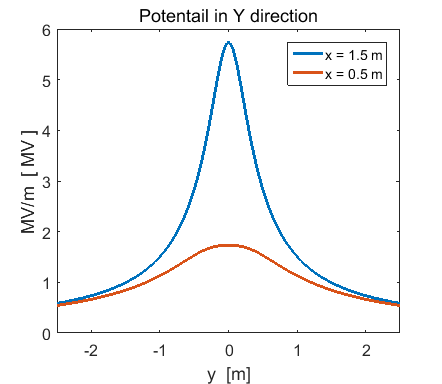 Potentail in Y direction
x = 1.5 m
x = 0.5 m
MV/m [ MV ]
6
5
4
3
2
1
0
-2 -1 0 1 2
y [m]